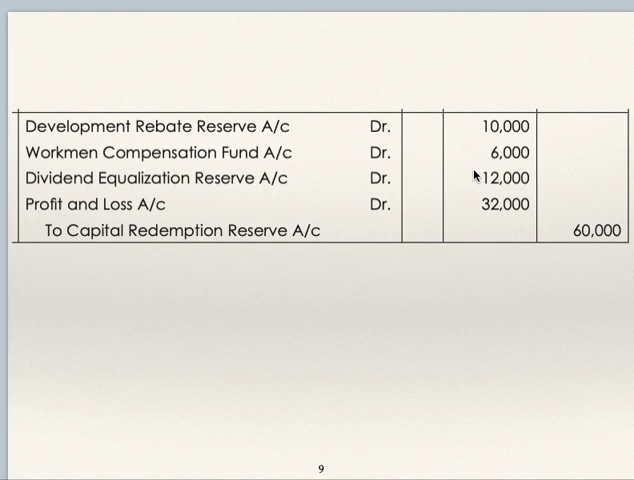 Development Rebate Reserve A/c Dr. 10,000
Workmen Compensation Fund A/c Dr. 6,000
Dividend Equalization Reserve A/c Dr. 12,000
Profit and Loss A/c Dr. 32,000
To Capital Redemption Reserve A/c 60,000
9